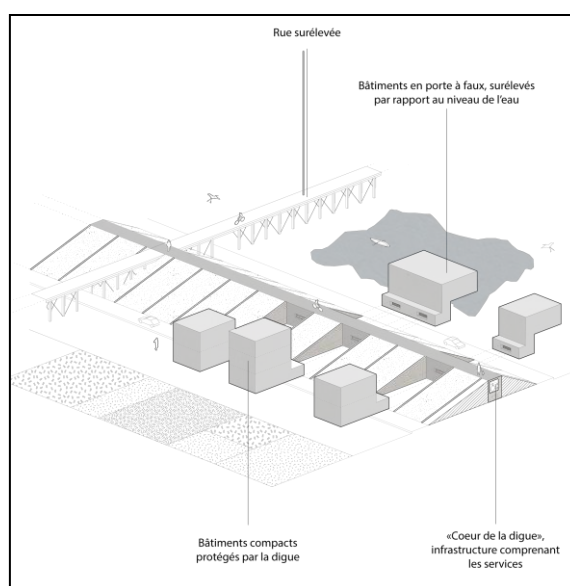 Rue surélevée
Bâtiments en porte à faux, surélevés
par rapport au niveau de l'eau
Bâtiments compacts
protégés par la digue
«Coeur de la digue»,
infrastructure comprenant
les services